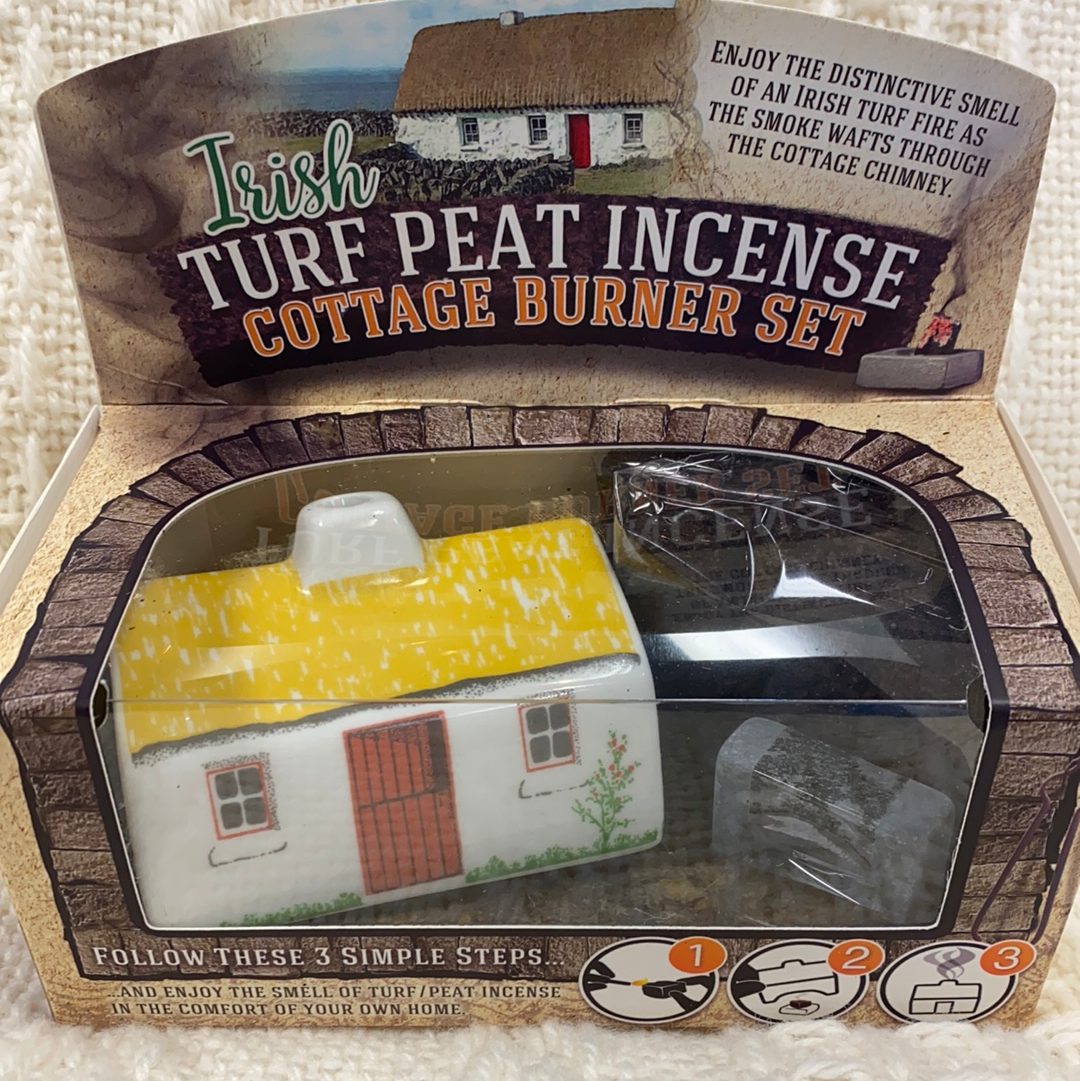 ENJOY THE DISTINCTIVE SMELL
OF AN IRISH TURF FIRE AS
THE SMOKE WAFTS THROUGH
THE COTTAGE CHIMNEY.
Irish
TURF PEAT INCENSE
COTTAGE BURNER SET
FOLLOW THESE 3 SIMPLE STEPS...
...AND ENJOY THE SMELL OF TURF/PEAT INCENSE
IN THE COMFORT OF YOUR OWN HOME.
1
2
3